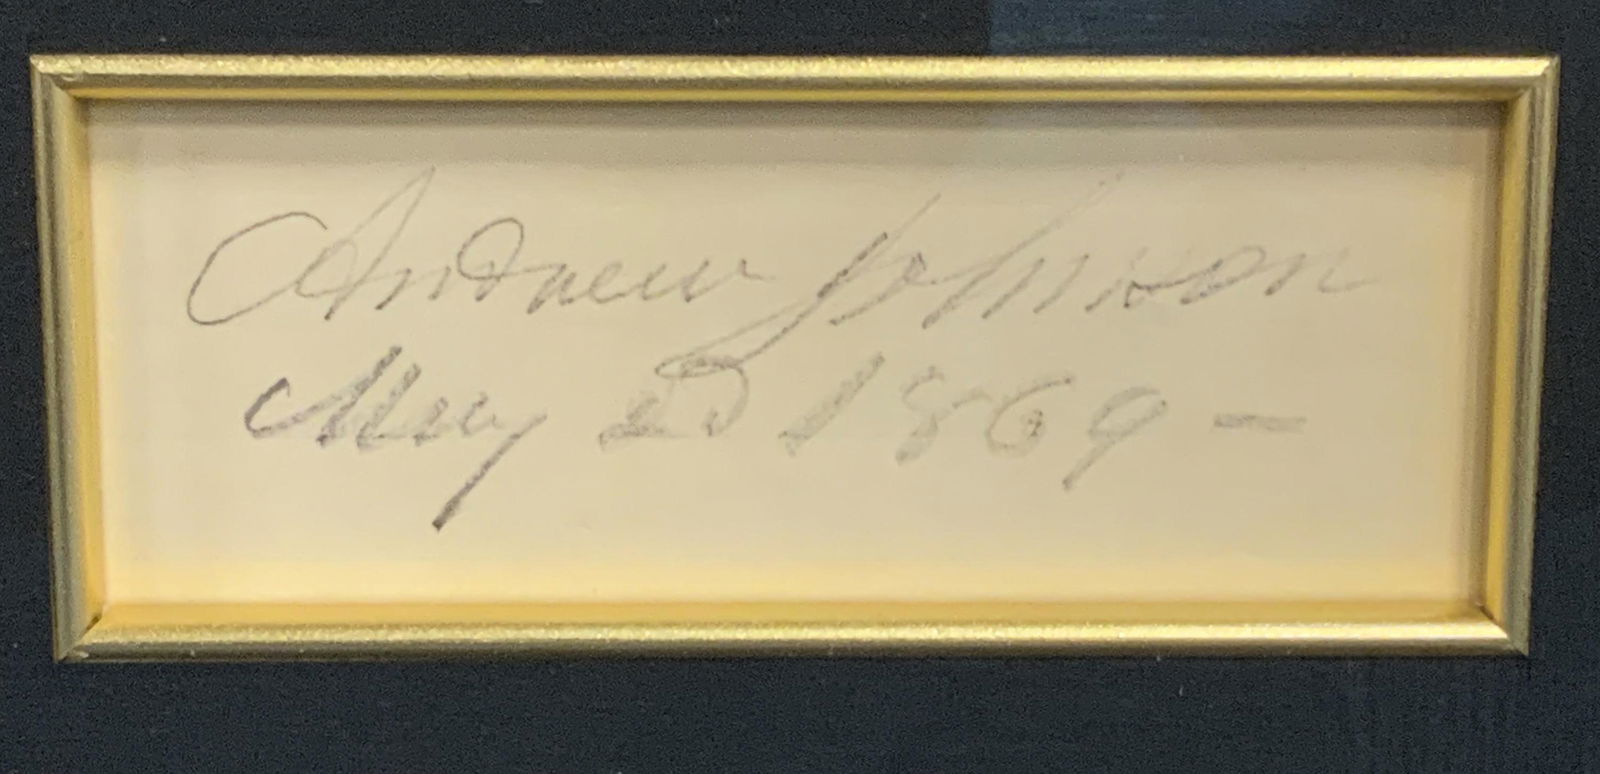 Andrew Johnson
May 2D 1869 —